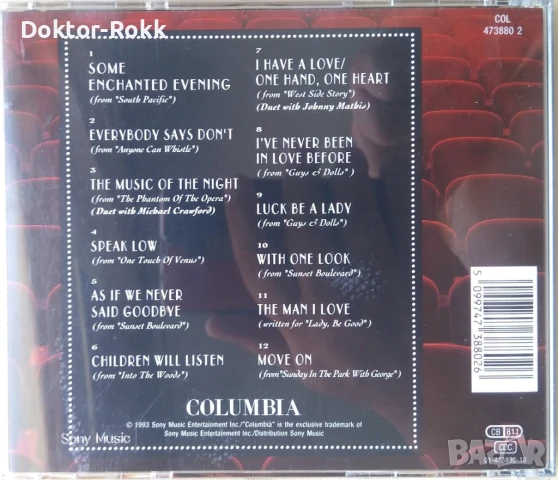 Doktor-Rokk
COL
473880 2
1
SOME
ENCHANTED EVENING
(from "South Pacific")
2
EVERYBODY SAYS DON'T
(from "Anyone Can Whistle")
3
THE MUSIC OF THE NIGHT
(from "The Phantom Of The Opera")
(Duet with Michael Crawford)
4
SPEAK LOW
(from "One Touch Of Venus")
5
AS IF WE NEVER
SAID GOODBYE
(from "Sunset Boulevard")
6
CHILDREN WILL LISTEN
(from "Into The Woods")
7
I HAVE A LOVE/
ONE HAND, ONE HEART
(from "West Side Story")
(Duet with Johnny Mathis)
8
I'VE NEVER BEEN
IN LOVE BEFORE
(from "Guys & Dolls")
9
LUCK BE A LADY
(from "Guys & Dolls")
10
WITH ONE LOOK
(from "Sunset Boulevard")
11
THE MAN I LOVE
(written for "Lady, Be Good")
12
MOVE ON
(from "Sunday In The Park With George")
COLUMBIA
© 1993 Sony Music Entertainment Inc./"Columbia" is the exclusive trademark of
Sony Music Entertainment Inc./Distribution Sony Music
Sony Music
5 099747 388026
CB 811
BAZAR